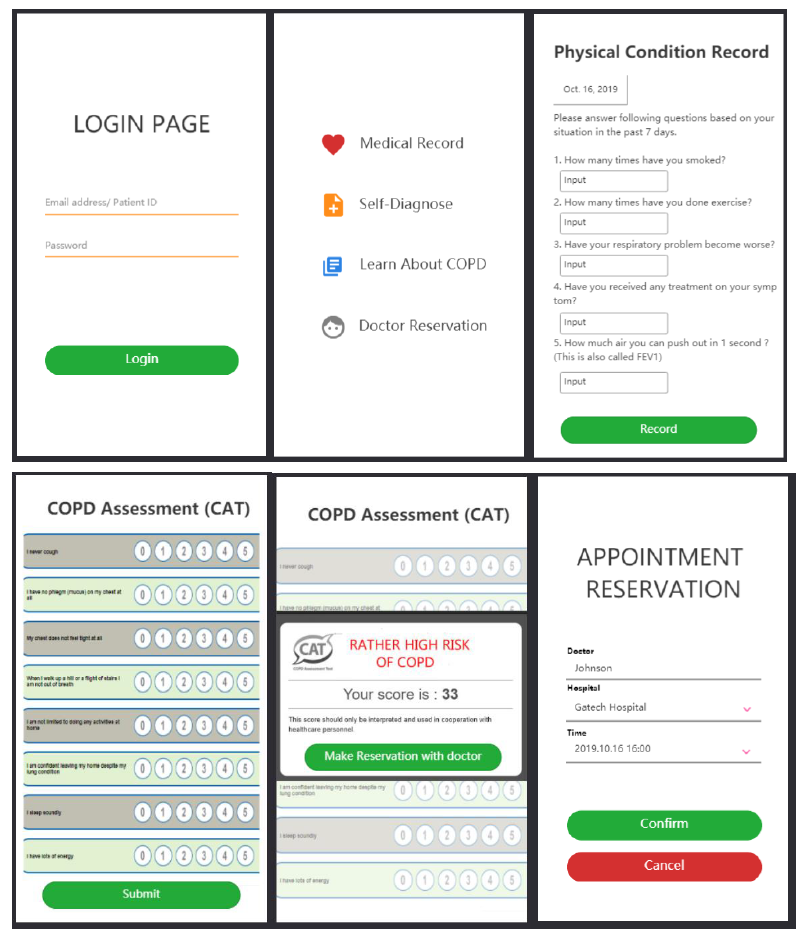 LOGIN PAGE
Email address/ Patient ID
Password
Login
Medical Record
Self-Diagnose
Learn About COPD
Doctor Reservation
Physical Condition Record
Oct. 16, 2019
Please answer following questions based on your
situation in the past 7 days.
1. How many times have you smoked?
Input
2. How many times have you done exercise?
Input
3. Have your respiratory problem become worse?
Input
4. Have you received any treatment on your symp
tom?
Input
5. How much air you can push out in 1 second ?
(This is also called FEV1)
Input
Record
COPD Assessment (CAT)
I never cough 0 1 2 3 4 5
I have no phlegm (mucus) on my chest at
all 0 1 2 3 4 5
My chest does not feel tight at all 0 1 2 3 4 5
When I walk up a hill or a flight of stairs I
am not out of breath 0 1 2 3 4 5
I am not limited to doing any activities at
home 0 1 2 3 4 5
I am confident leaving my home despite my
lung condition 0 1 2 3 4 5
I sleep soundly 0 1 2 3 4 5
I have lots of energy 0 1 2 3 4 5
Submit
COPD Assessment (CAT)
I never cough 0 1 2 3 4 5
I have no phlegm (mucus) on my chest at 0 1 2 3 4 5
CAT
COPD Assessment Test
RATHER HIGH RISK
OF COPD
Your score is : 33
This score should only be interpreted and used in cooperation with
healthcare personnel.
Make Reservation with doctor
I am confident leaving my home despite my
lung condition 0 1 2 3 4 5
I sleep soundly 0 1 2 3 4 5
I have lots of energy 0 1 2 3 4 5
APPOINTMENT
RESERVATION
Doctor
Johnson
Hospital
Gatech Hospital
Time
2019.10.16 16:00
Confirm
Cancel